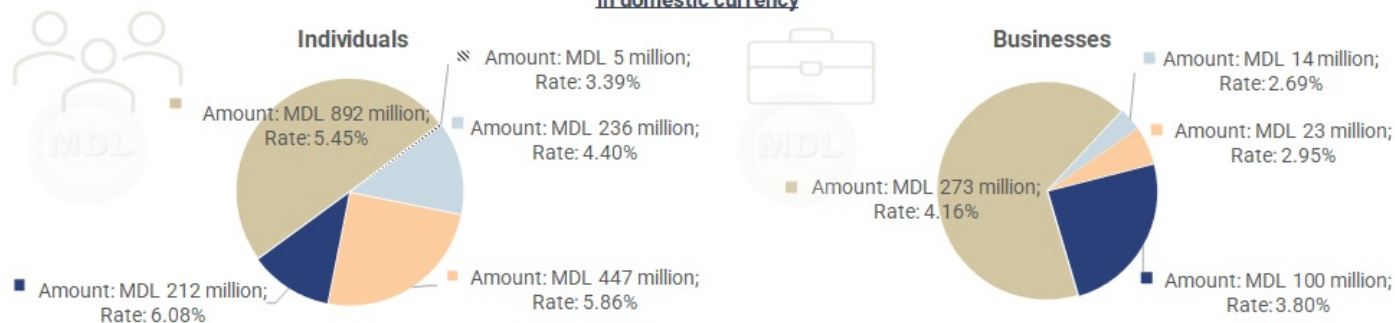 in domestic currency
Individuals
Amount: MDL 5 million;
Rate: 3.39%
Amount: MDL 892 million;
Rate: 5.45%
Amount: MDL 236 million;
Rate: 4.40%
Amount: MDL 447 million;
Rate: 5.86%
Amount: MDL 212 million;
Rate: 6.08%
MDL
Businesses
Amount: MDL 14 million;
Rate: 2.69%
Amount: MDL 23 million;
Rate: 2.95%
Amount: MDL 273 million;
Rate: 4.16%
Amount: MDL 100 million;
Rate: 3.80%
MDL